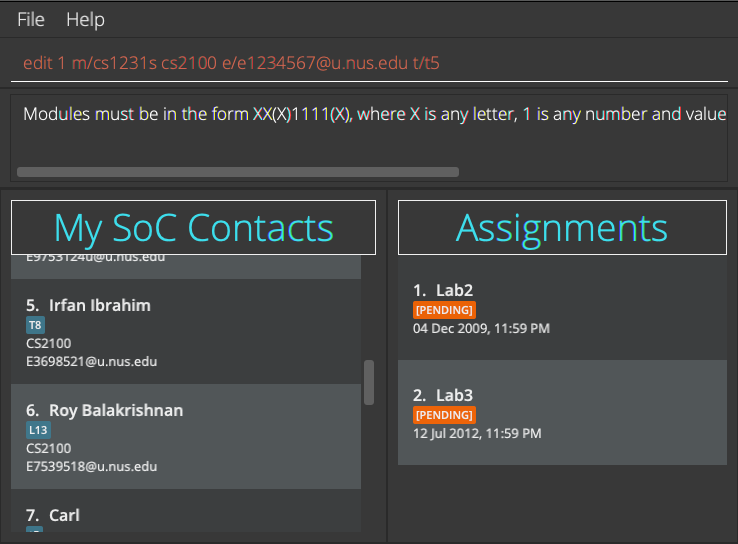 File Help
edit 1 m/cs1231s cs2100 e/e1234567@u.nus.edu t/t5
Modules must be in the form XX(X)1111(X), where X is any letter, 1 is any number and value
My SoC Contacts
E9753124u@u.nus.edu
5. Irfan Ibrahim
T8
CS2100
E3698521@u.nus.edu
6. Roy Balakrishnan
L13
CS2100
E7539518@u.nus.edu
7. Carl
Assignments
1. Lab2
[PENDING]
04 Dec 2009, 11:59 PM
2. Lab3
[PENDING]
12 Jul 2012, 11:59 PM